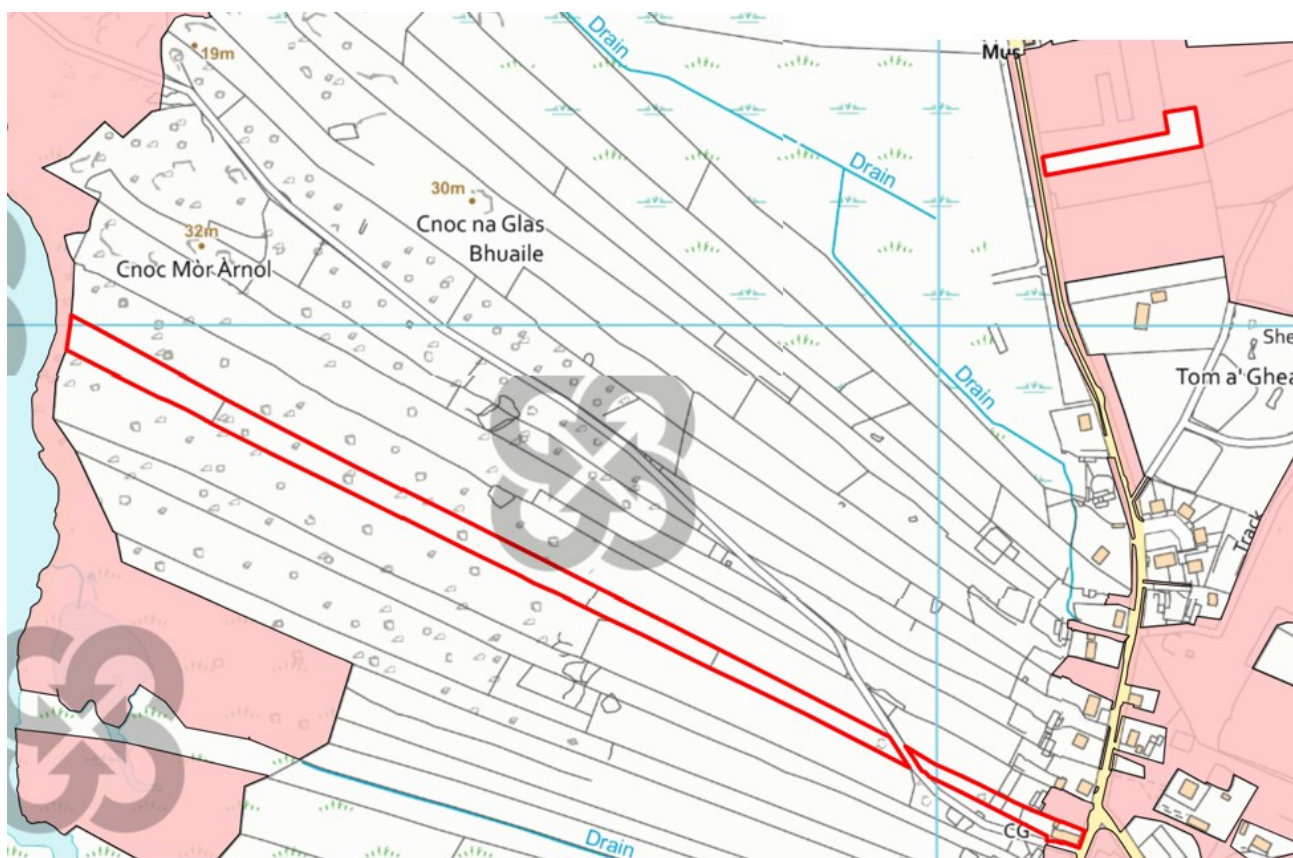 Drain
19m
Mus
Drain
30m
Cnoc na Glas
Bhuaile
32m
Cnoc Mòr Àrnol
She
Tom a' Ghea
Drain
Track
CG
Drain